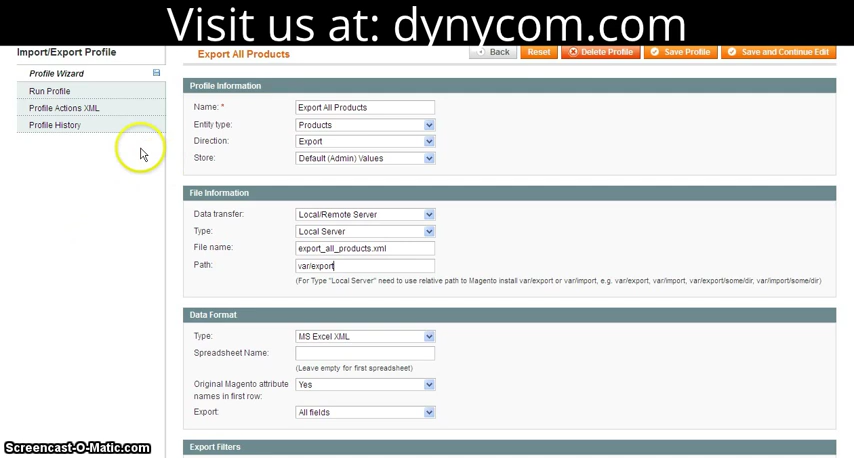 Visit us at: dynycom.com
Import/Export Profile
Export All Products
Back
Reset
Delete Profile
Save Profile
Save and Continue Edit
Profile Wizard
Run Profile
Profile Actions XML
Profile History
Profile Information
Name: * Export All Products
Entity type: Products
Direction: Export
Store: Default (Admin) Values
File Information
Data transfer: Local/Remote Server
Type: Local Server
File name: export_all_products.xml
Path: var/export
(For Type "Local Server" need to use relative path to Magento install var/export or var/import, e.g. var/export, var/import, var/export/some/dir, var/import/some/dir)
Data Format
Type: MS Excel XML
Spreadsheet Name:
(Leave empty for first spreadsheet)
Original Magento attribute Yes
names in first row:
Export: All fields
Export Filters
Screencast-O-Matic.com